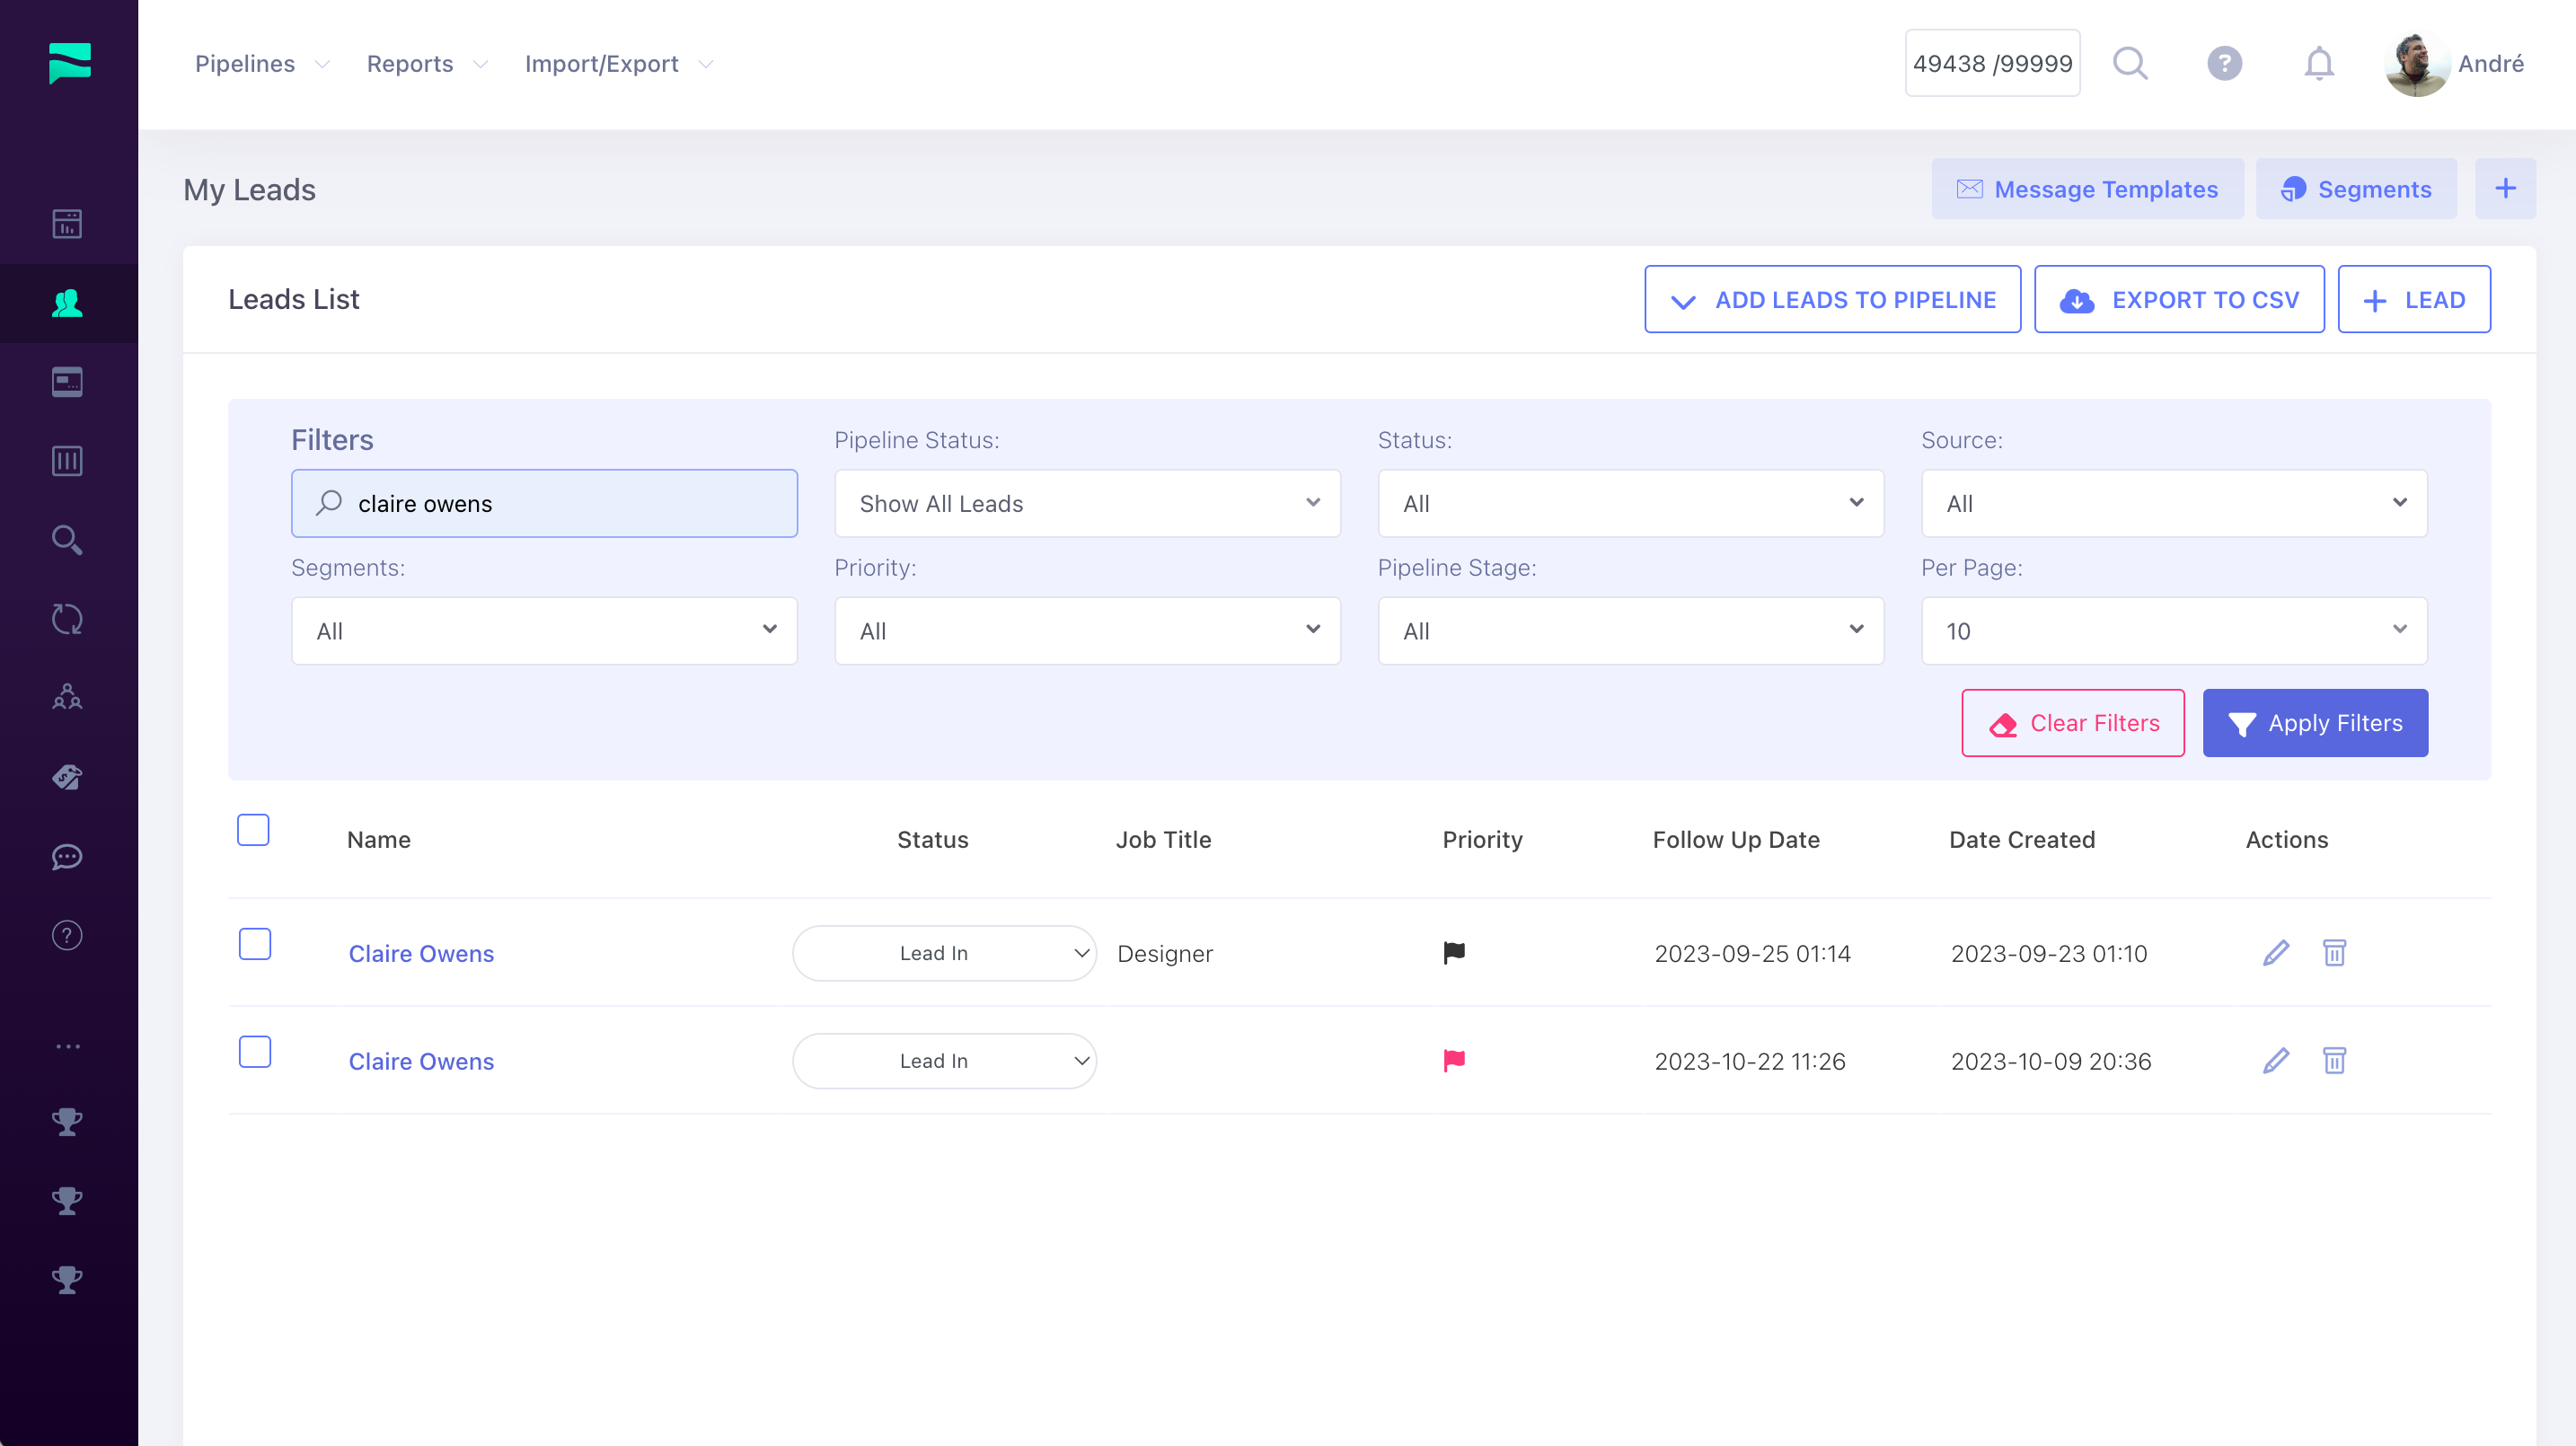 Pipelines Reports Import/Export 49438 /99999 ? André
My Leads Message Templates Segments +
Leads List ADD LEADS TO PIPELINE EXPORT TO CSV + LEAD
Filters Pipeline Status: Status: Source:
claire owens Show All Leads All All
Segments: Priority: Pipeline Stage: Per Page:
All All All 10
Clear Filters Apply Filters
Name Status Job Title Priority Follow Up Date Date Created Actions
Claire Owens Lead In Designer 2023-09-25 01:14 2023-09-23 01:10
Claire Owens Lead In 2023-10-22 11:26 2023-10-09 20:36